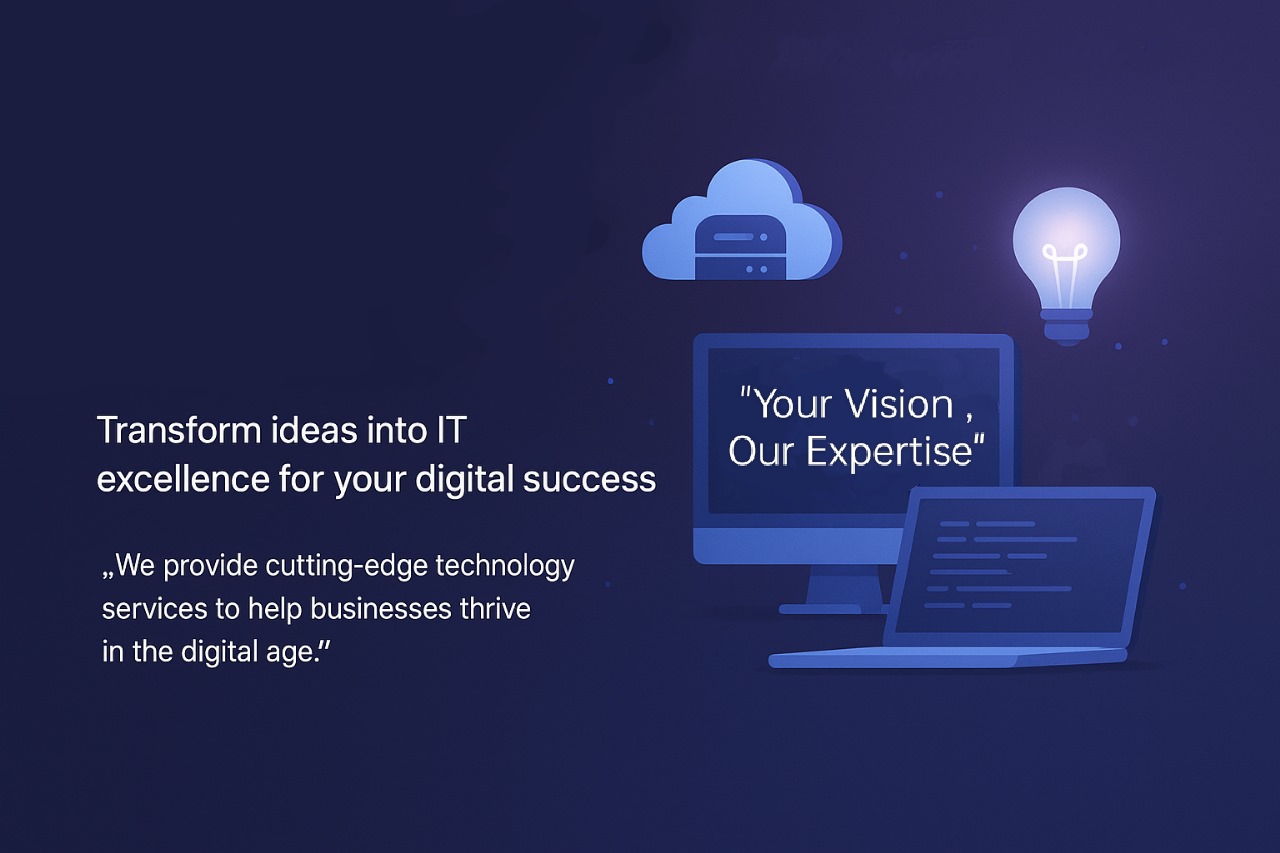 Transform ideas into IT
excellence for your digital success
„We provide cutting-edge technology
services to help businesses thrive
in the digital age.”
"Your Vision ,
Our Expertise"